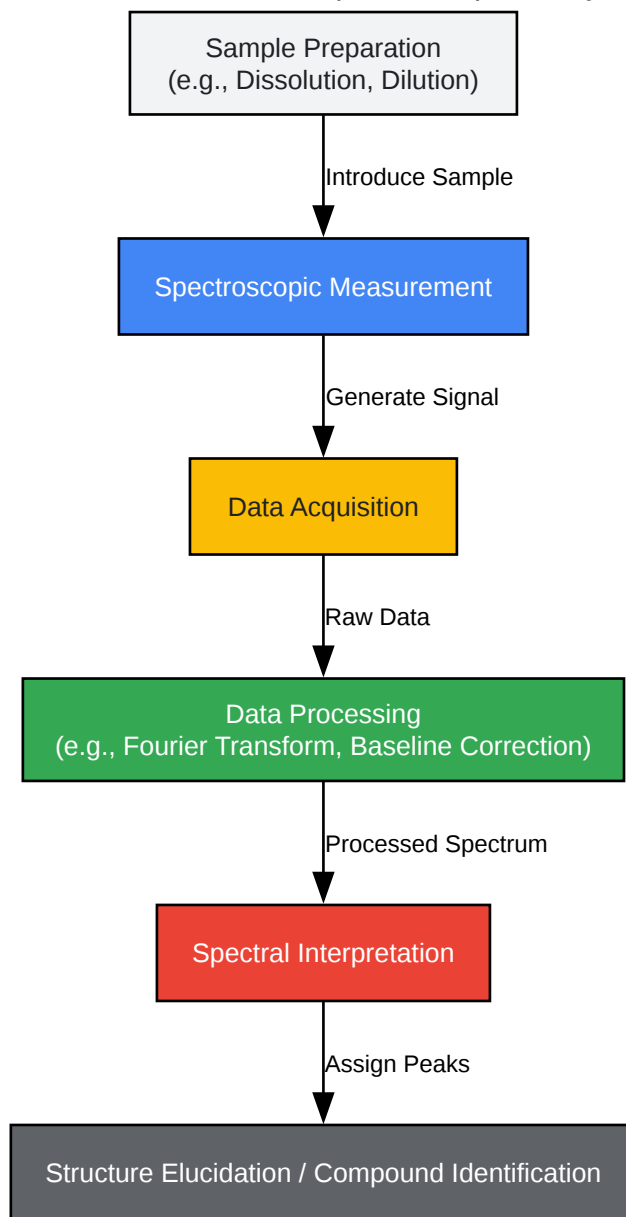 Sample Preparation
(e.g., Dissolution, Dilution)
Introduce Sample
Spectroscopic Measurement
Generate Signal
Data Acquisition
Raw Data
Data Processing
(e.g., Fourier Transform, Baseline Correction)
Processed Spectrum
Spectral Interpretation
Assign Peaks
Structure Elucidation / Compound Identification